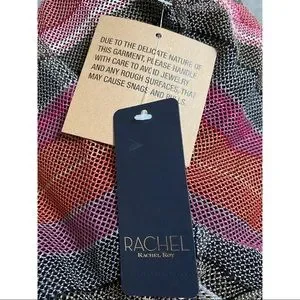 DUE TO THE DELICATE NATURE OF
THIS GARMENT, PLEASE HANDLE
WITH CARE TO AVOID JEWELRY
AND ANY ROUGH SURFACES, THAT
MAY CAUSE SNAGS AND PULLS.
RACHEL
RACHEL ROY